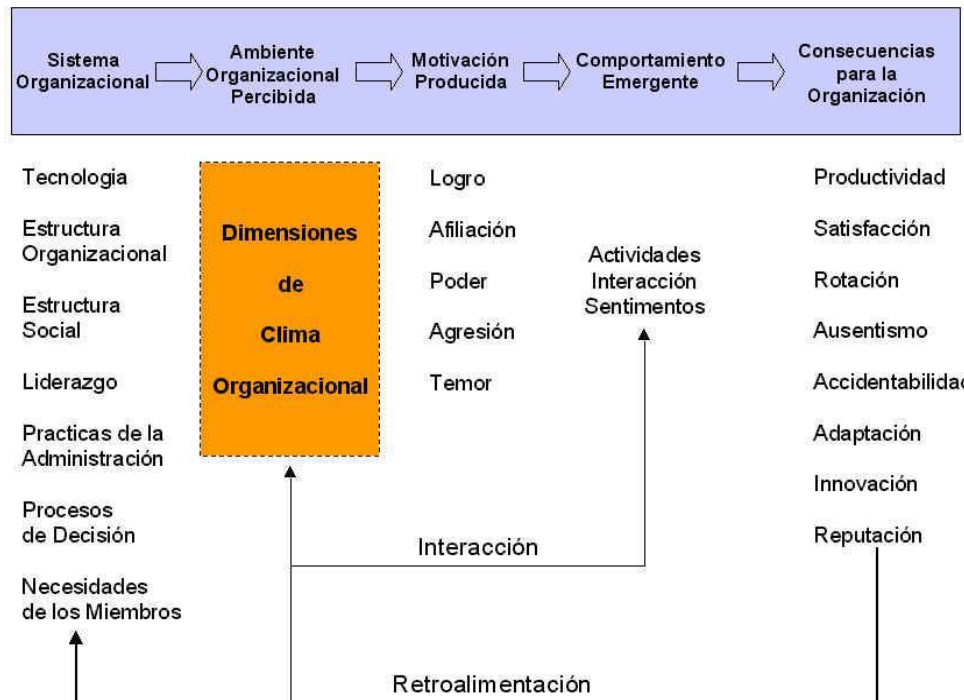 Sistema
Organizacional
Ambiente
Organizacional
Percibida
Motivación
Producida
Comportamiento
Emergente
Consecuencias
para la
Organización
Tecnologia
Estructura
Organizacional
Estructura
Social
Liderazgo
Practicas de la
Administración
Procesos
de Decisión
Necesidades
de los Miembros
Dimensiones
de
Clima
Organizacional
Logro
Afiliación
Poder
Agresión
Temor
Actividades
Interacción
Sentimentos
Productividad
Satisfacción
Rotación
Ausentismo
Accidentabilidad
Adaptación
Innovación
Reputación
Interacción
Retroalimentación